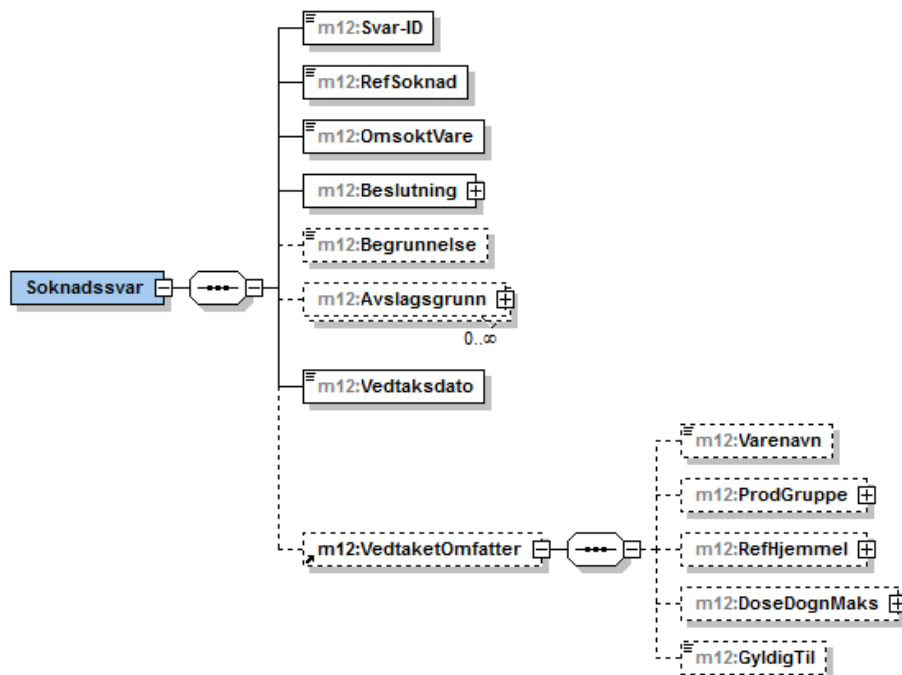 m12:Svar-ID
m12:RefSoknad
m12:OmsoktVare
m12:Beslutning
m12:Begrunnelse
Soknadssvar
m12:Avslagsgrunn
0..∞
m12:Vedtaksdato
m12:VedtaketOmfatter
m12:Varenavn
m12:ProdGruppe
m12:RefHjemmel
m12:DoseDognMaks
m12:GyldigTil